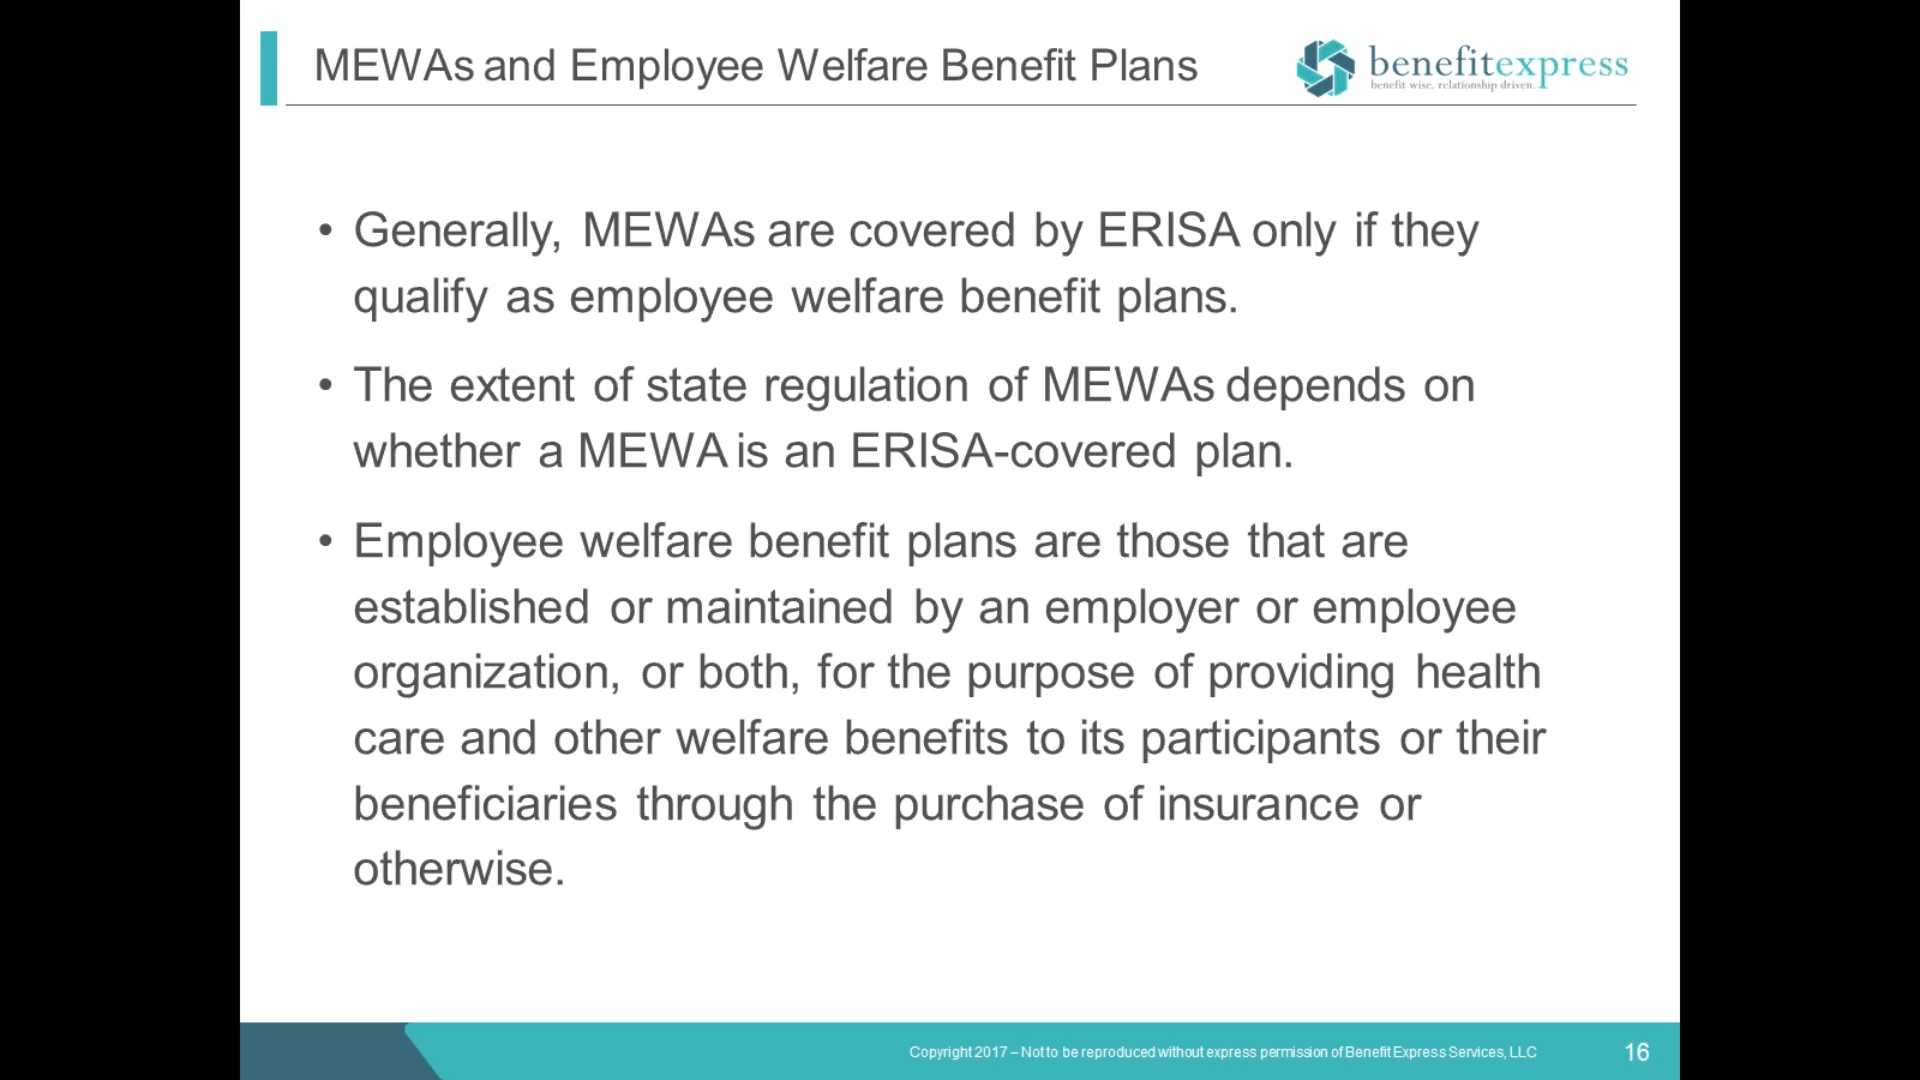 MEWAs and Employee Welfare Benefit Plans
benefitexpress
benefit wise. relationship driven.
• Generally, MEWAs are covered by ERISA only if they
qualify as employee welfare benefit plans.
• The extent of state regulation of MEWAs depends on
whether a MEWA is an ERISA-covered plan.
• Employee welfare benefit plans are those that are
established or maintained by an employer or employee
organization, or both, for the purpose of providing health
care and other welfare benefits to its participants or their
beneficiaries through the purchase of insurance or
otherwise.
Copyright 2017 – Not to be reproduced without express permission of Benefit Express Services, LLC
16